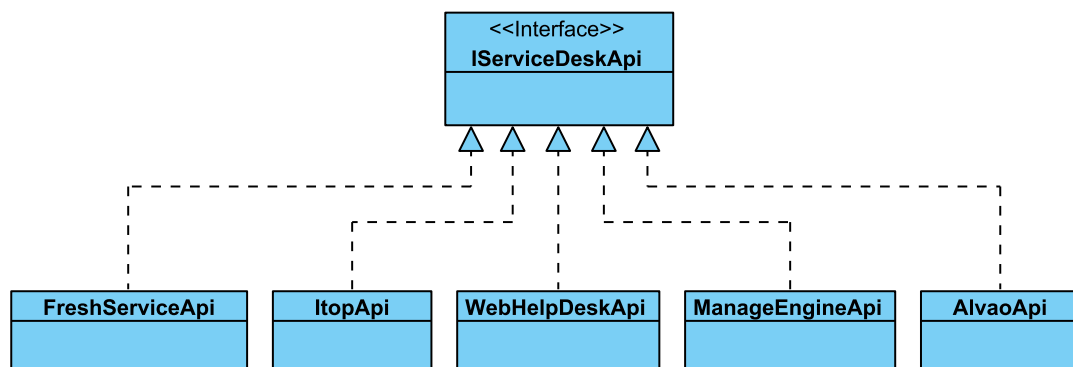 <<Interface>>
IServiceDeskApi
FreshServiceApi
ItopApi
WebHelpDeskApi
ManageEngineApi
AlvaoApi